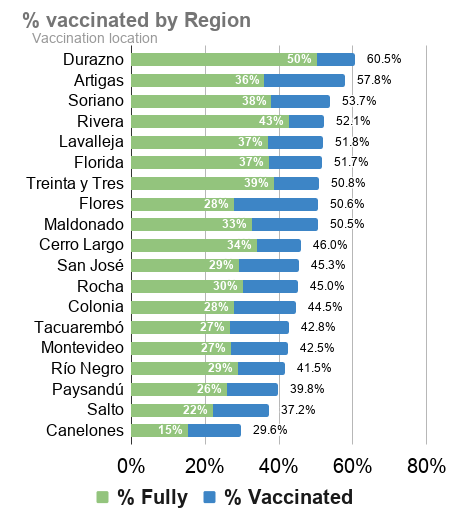 % vaccinated by Region
Vaccination location
Durazno 50% 60.5%
Artigas 36% 57.8%
Soriano 38% 53.7%
Rivera 43% 52.1%
Lavalleja 37% 51.8%
Florida 37% 51.7%
Treinta y Tres 39% 50.8%
Flores 28% 50.6%
Maldonado 33% 50.5%
Cerro Largo 34% 46.0%
San José 29% 45.3%
Rocha 30% 45.0%
Colonia 28% 44.5%
Tacuarembó 27% 42.8%
Montevideo 27% 42.5%
Río Negro 29% 41.5%
Paysandú 26% 39.8%
Salto 22% 37.2%
Canelones 15% 29.6%
0% 20% 40% 60% 80%
% Fully % Vaccinated